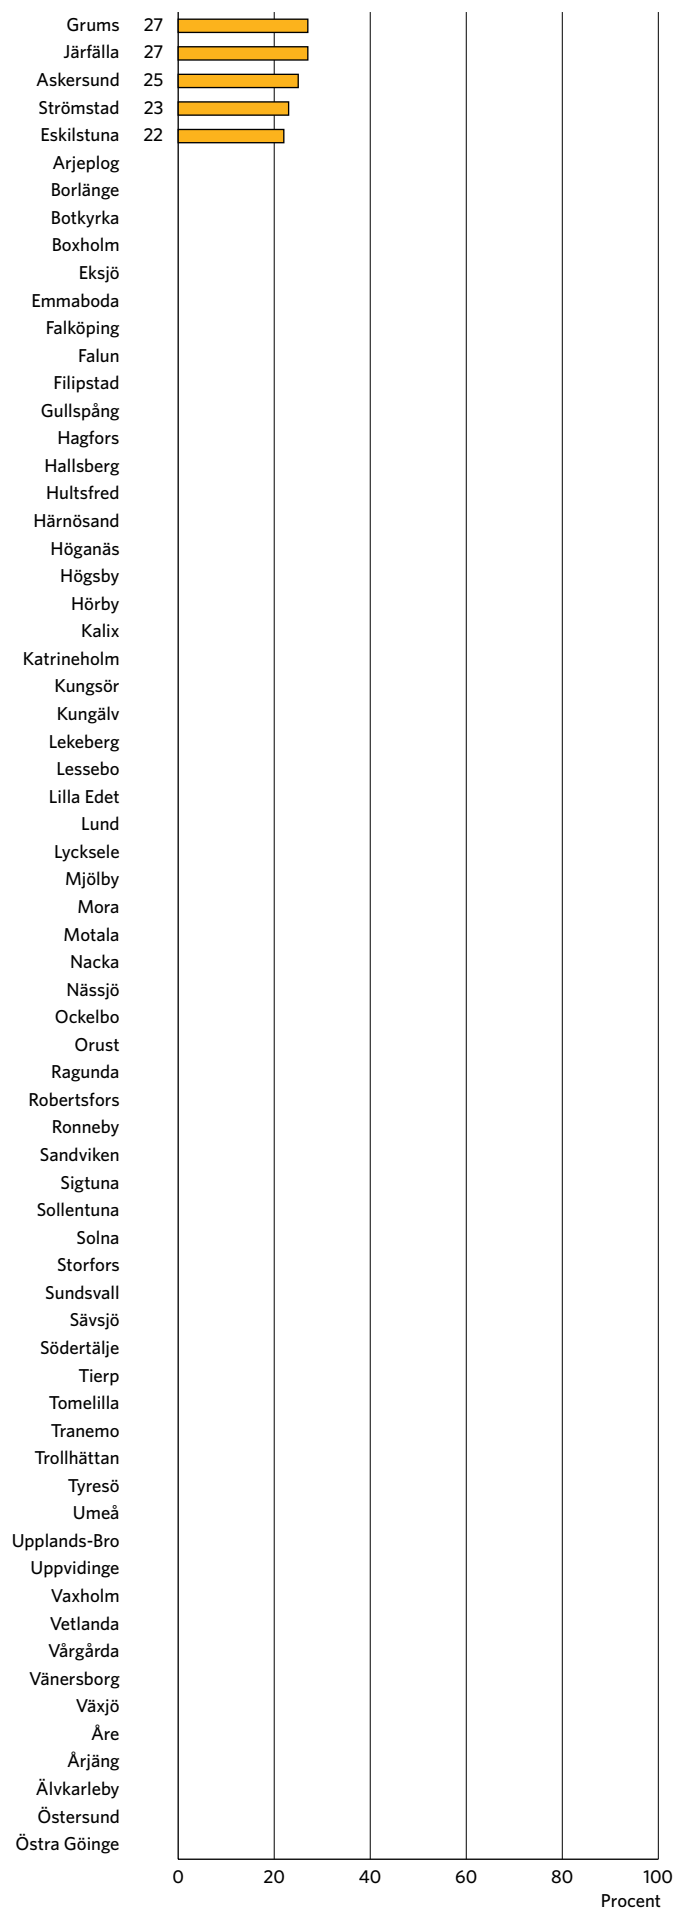 Grums 27
Järfälla 27
Askersund 25
Strömstad 23
Eskilstuna 22
Arjeplog
Borlänge
Botkyrka
Boxholm
Eksjö
Emmaboda
Falköping
Falun
Filipstad
Gullspång
Hagfors
Hallsberg
Hultsfred
Härnösand
Höganäs
Högsby
Hörby
Kalix
Katrineholm
Kungsör
Kungälv
Lekeberg
Lessebo
Lilla Edet
Lund
Lycksele
Mjölby
Mora
Motala
Nacka
Nässjö
Ockelbo
Orust
Ragunda
Robertsfors
Ronneby
Sandviken
Sigtuna
Sollentuna
Solna
Storfors
Sundsvall
Sävsjö
Södertälje
Tierp
Tomelilla
Tranemo
Trollhättan
Tyresö
Umeå
Upplands-Bro
Uppvidinge
Vaxholm
Vetlanda
Vårgårda
Vänersborg
Växjö
Åre
Årjäng
Älvkarleby
Östersund
Östra Göinge
0 20 40 60 80 100
Procent